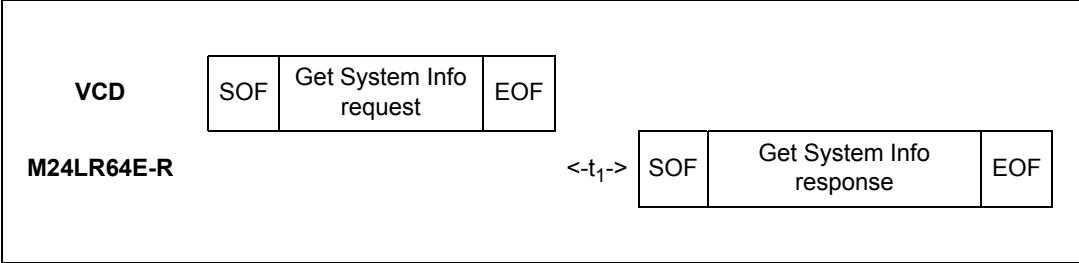 VCD SOF Get System Info request EOF
M24LR64E-R <-t₁-> SOF Get System Info response EOF